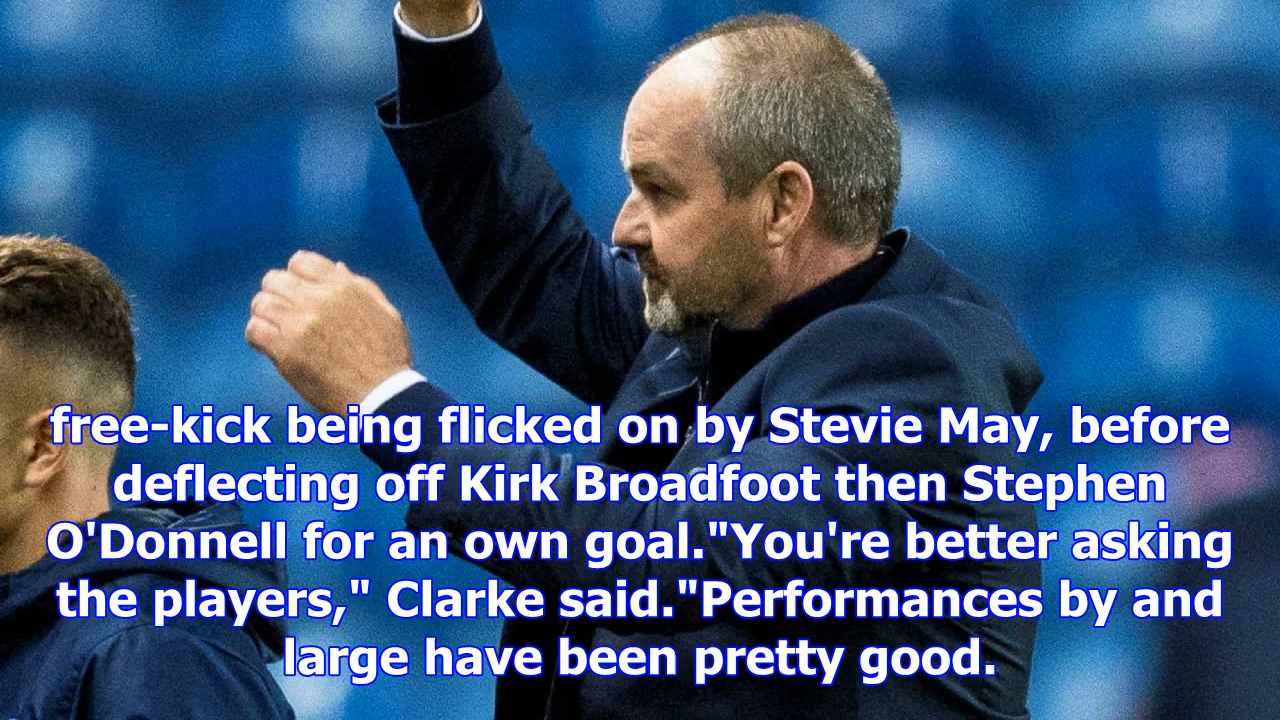 free-kick being flicked on by Stevie May, before
deflecting off Kirk Broadfoot then Stephen
O'Donnell for an own goal."You're better asking
the players," Clarke said."Performances by and
large have been pretty good.